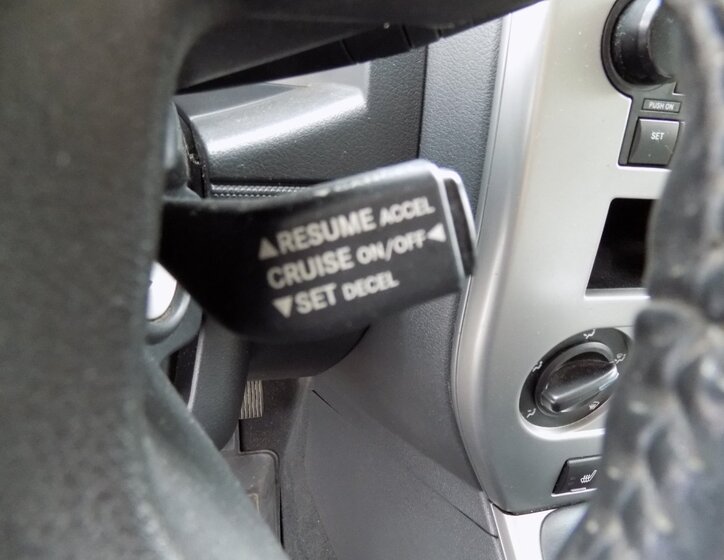 PUSH ON
SET
▲RESUME ACCEL
CRUISE ON/OFF◀
▼SET DECEL